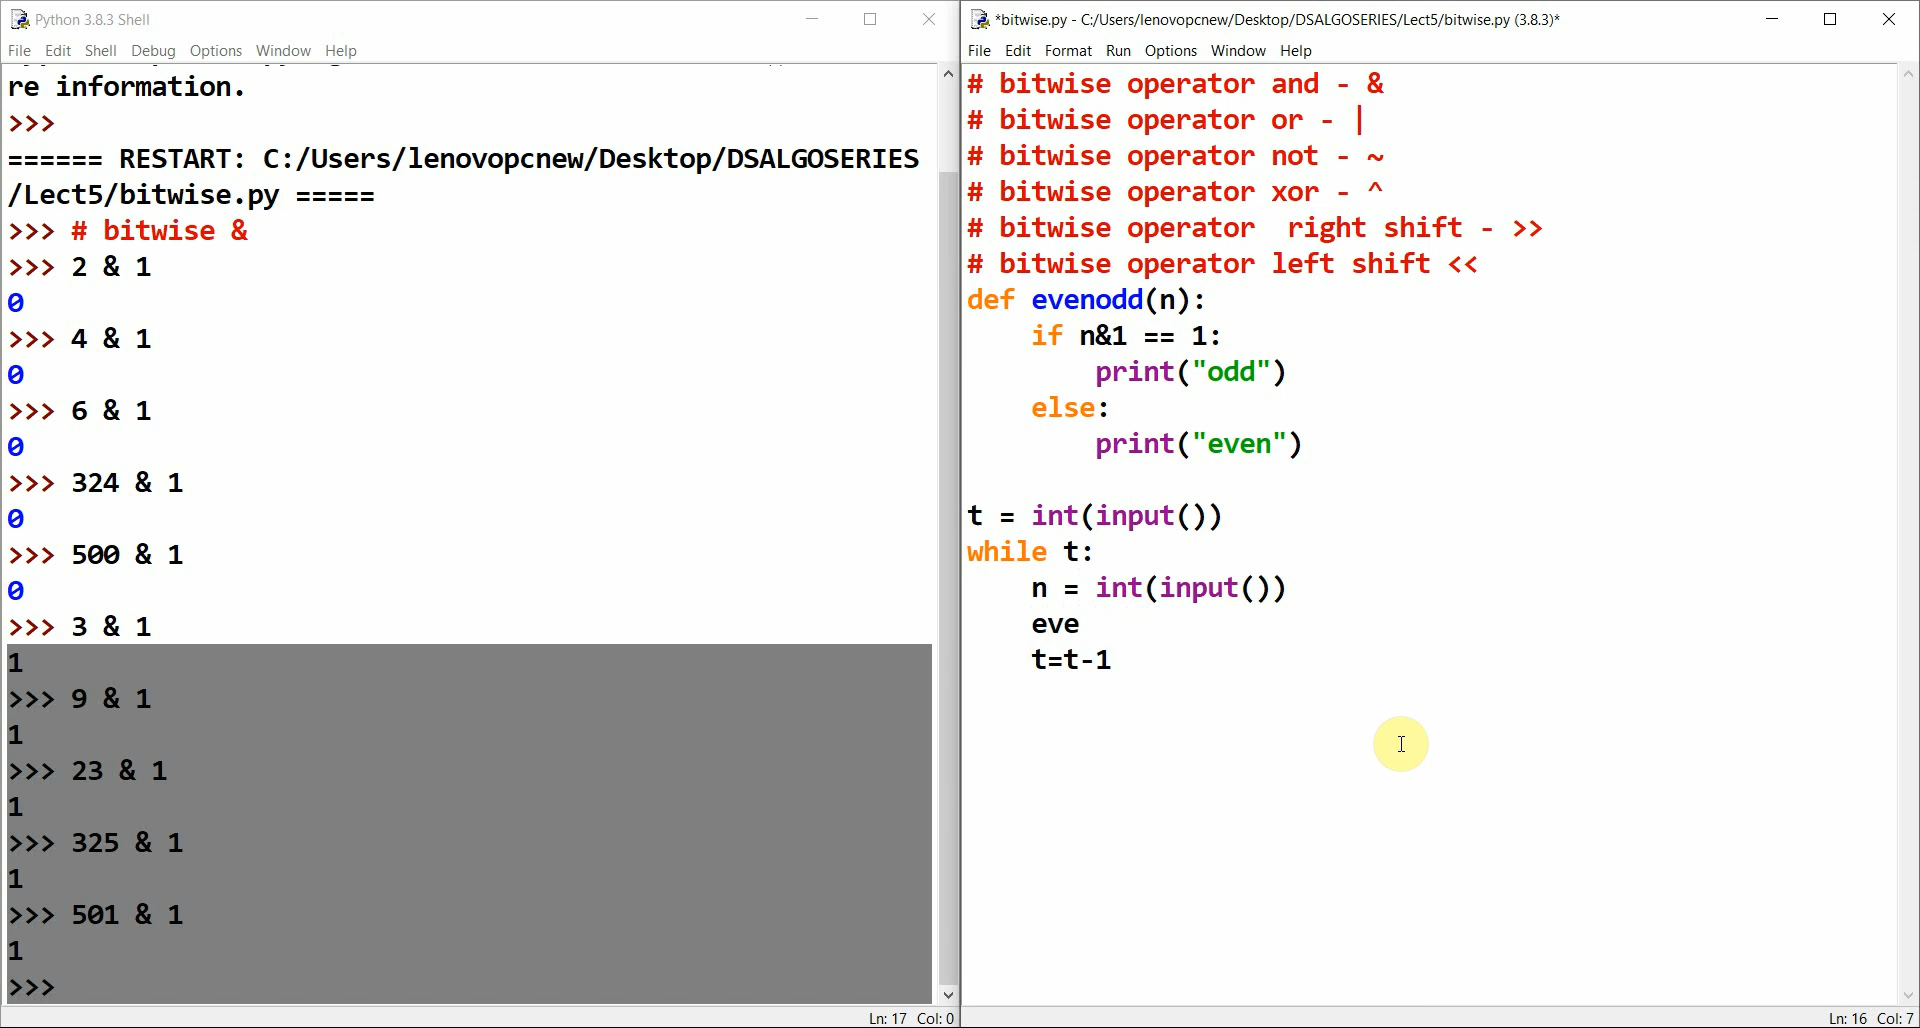 Python 3.8.3 Shell
File Edit Shell Debug Options Window Help
re information.
>>>
====== RESTART: C:/Users/lenovopcnew/Desktop/DSALGOSERIES
/Lect5/bitwise.py =====
>>> # bitwise &
>>> 2 & 1
0
>>> 4 & 1
0
>>> 6 & 1
0
>>> 324 & 1
0
>>> 500 & 1
0
>>> 3 & 1
1
>>> 9 & 1
1
>>> 23 & 1
1
>>> 325 & 1
1
>>> 501 & 1
1
>>>
Ln: 17 Col: 0
*bitwise.py - C:/Users/lenovopcnew/Desktop/DSALGOSERIES/Lect5/bitwise.py (3.8.3)*
File Edit Format Run Options Window Help
# bitwise operator and - &
# bitwise operator or - |
# bitwise operator not - ~
# bitwise operator xor - ^
# bitwise operator  right shift - >>
# bitwise operator left shift <<
def evenodd(n):
    if n&1 == 1:
        print("odd")
    else:
        print("even")
t = int(input())
while t:
    n = int(input())
    eve
    t=t-1
Ln: 16 Col: 7